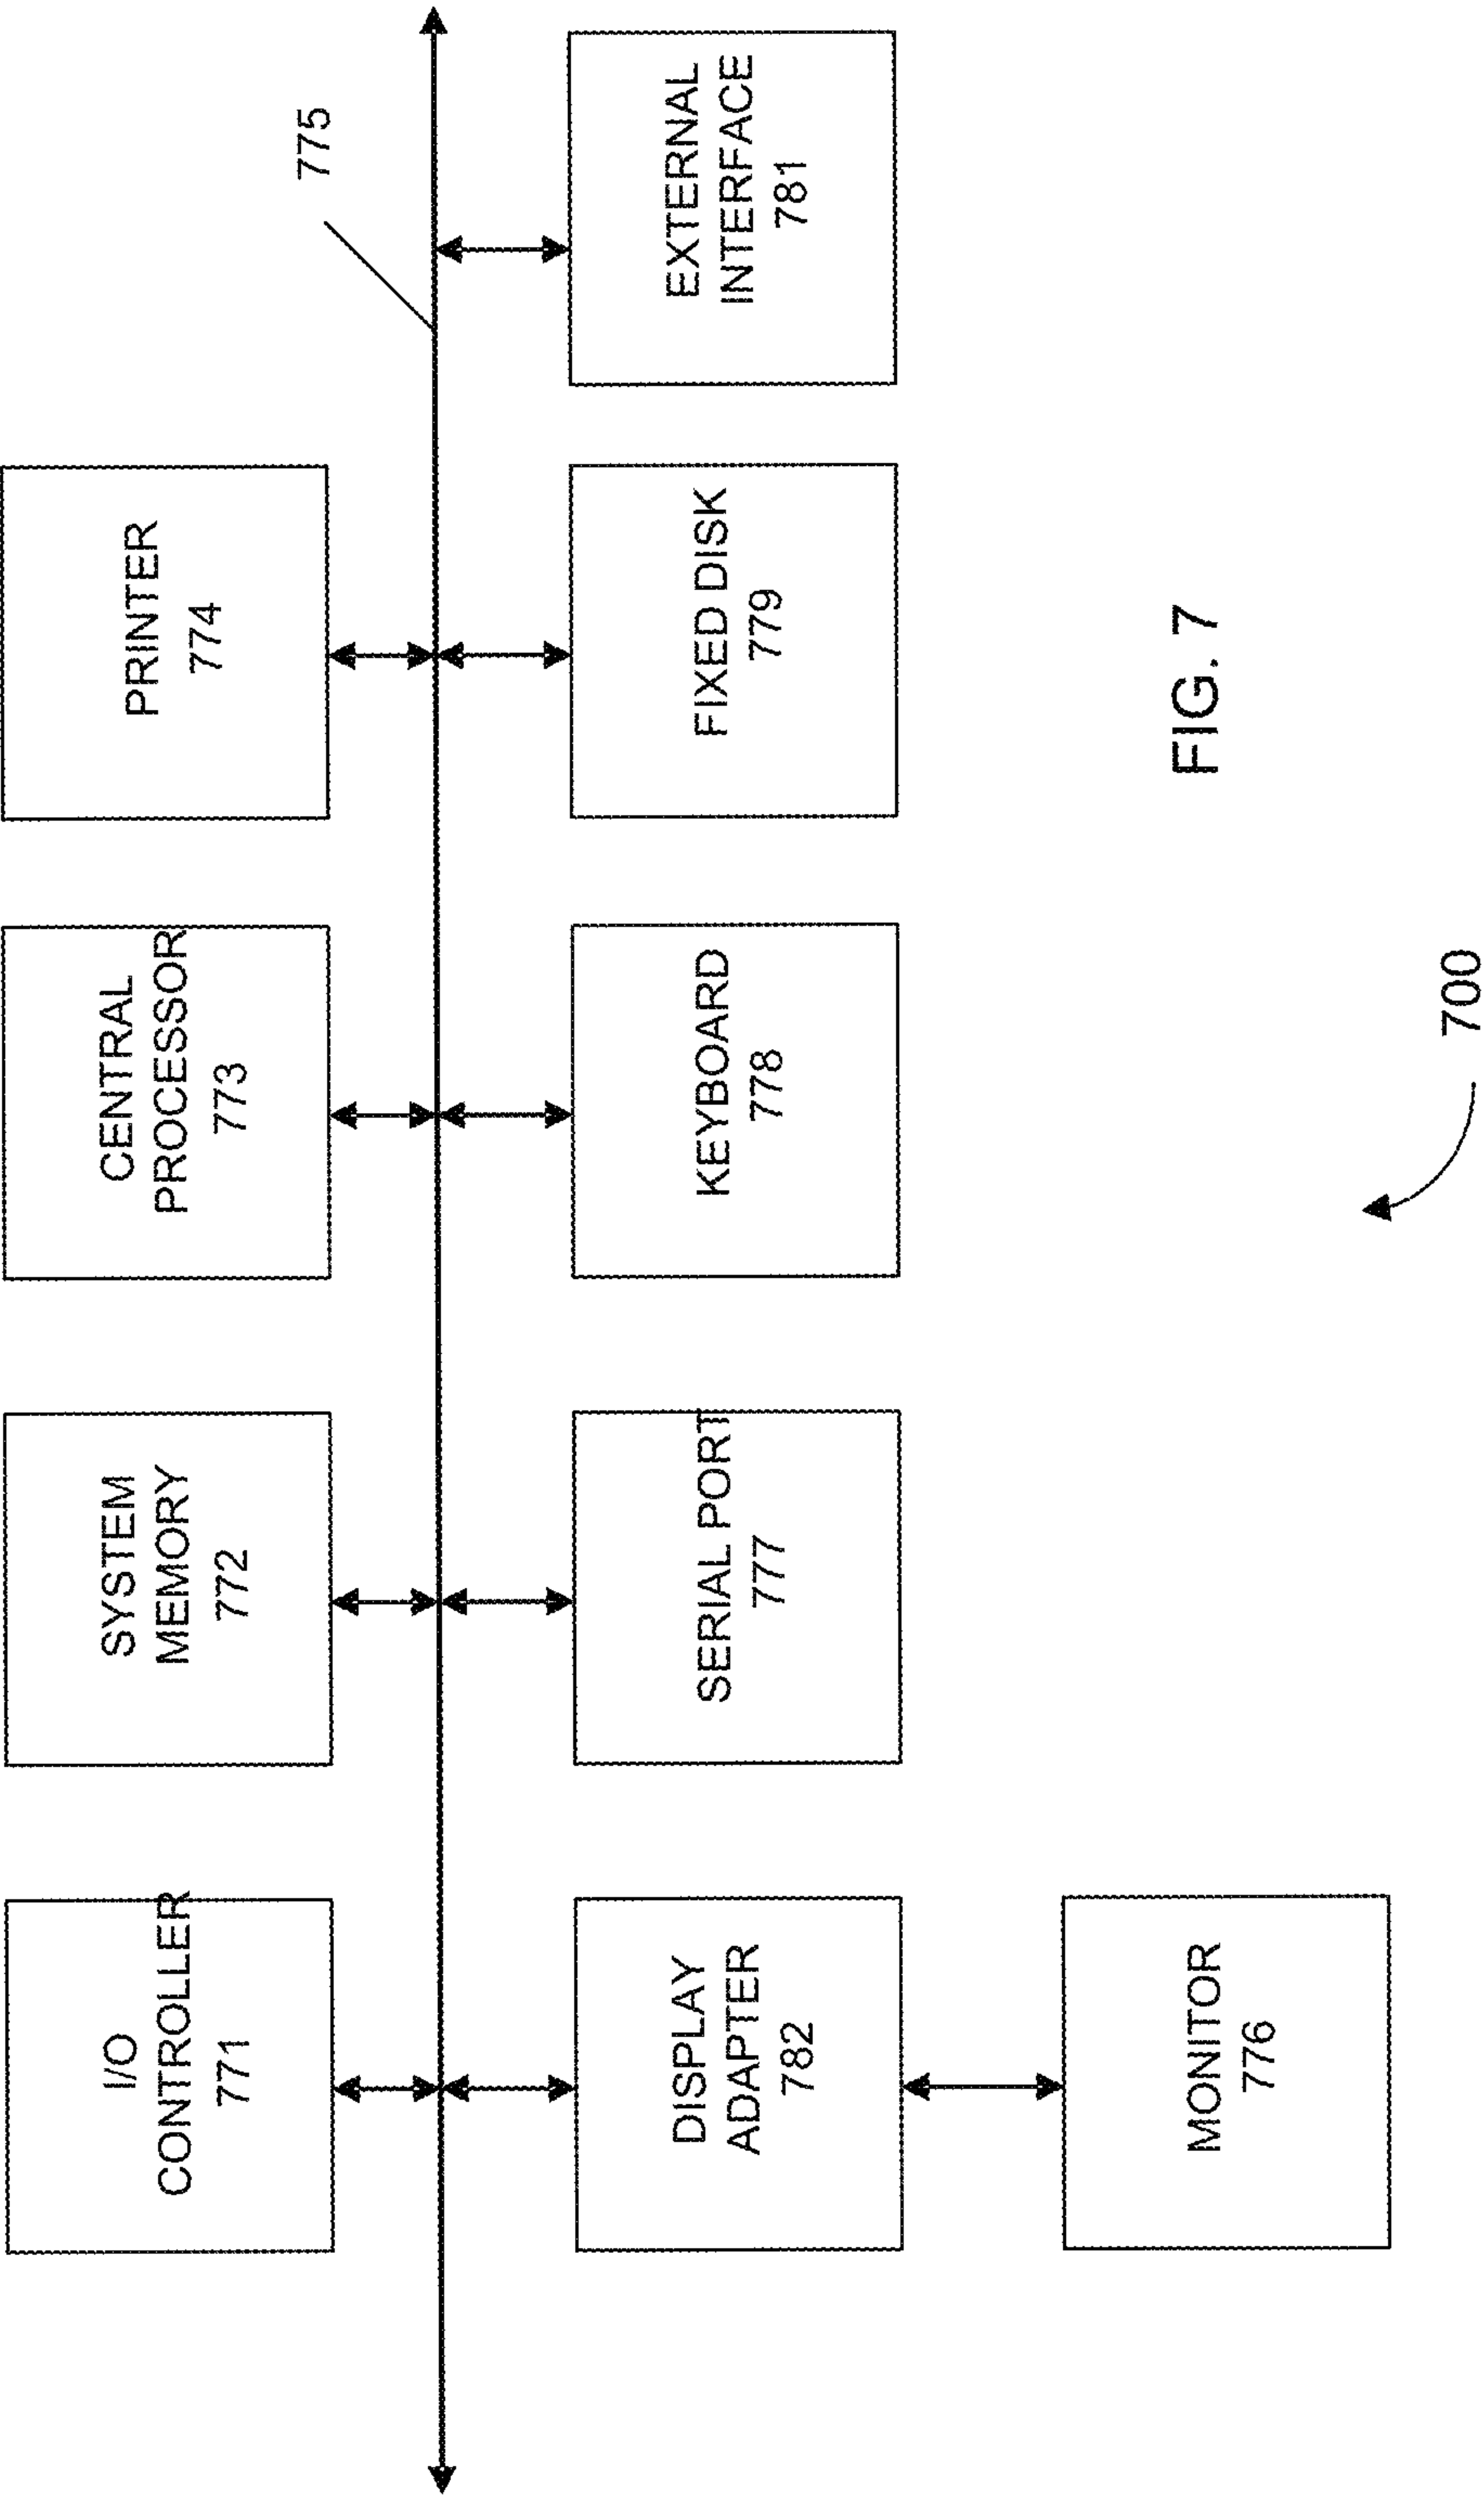 I/O
CONTROLLER
771
SYSTEM
MEMORY
772
CENTRAL
PROCESSOR
773
PRINTER
774
775
DISPLAY
ADAPTER
782
SERIAL PORT
777
KEYBOARD
778
FIXED DISK
779
EXTERNAL
INTERFACE
781
MONITOR
776
FIG. 7
700